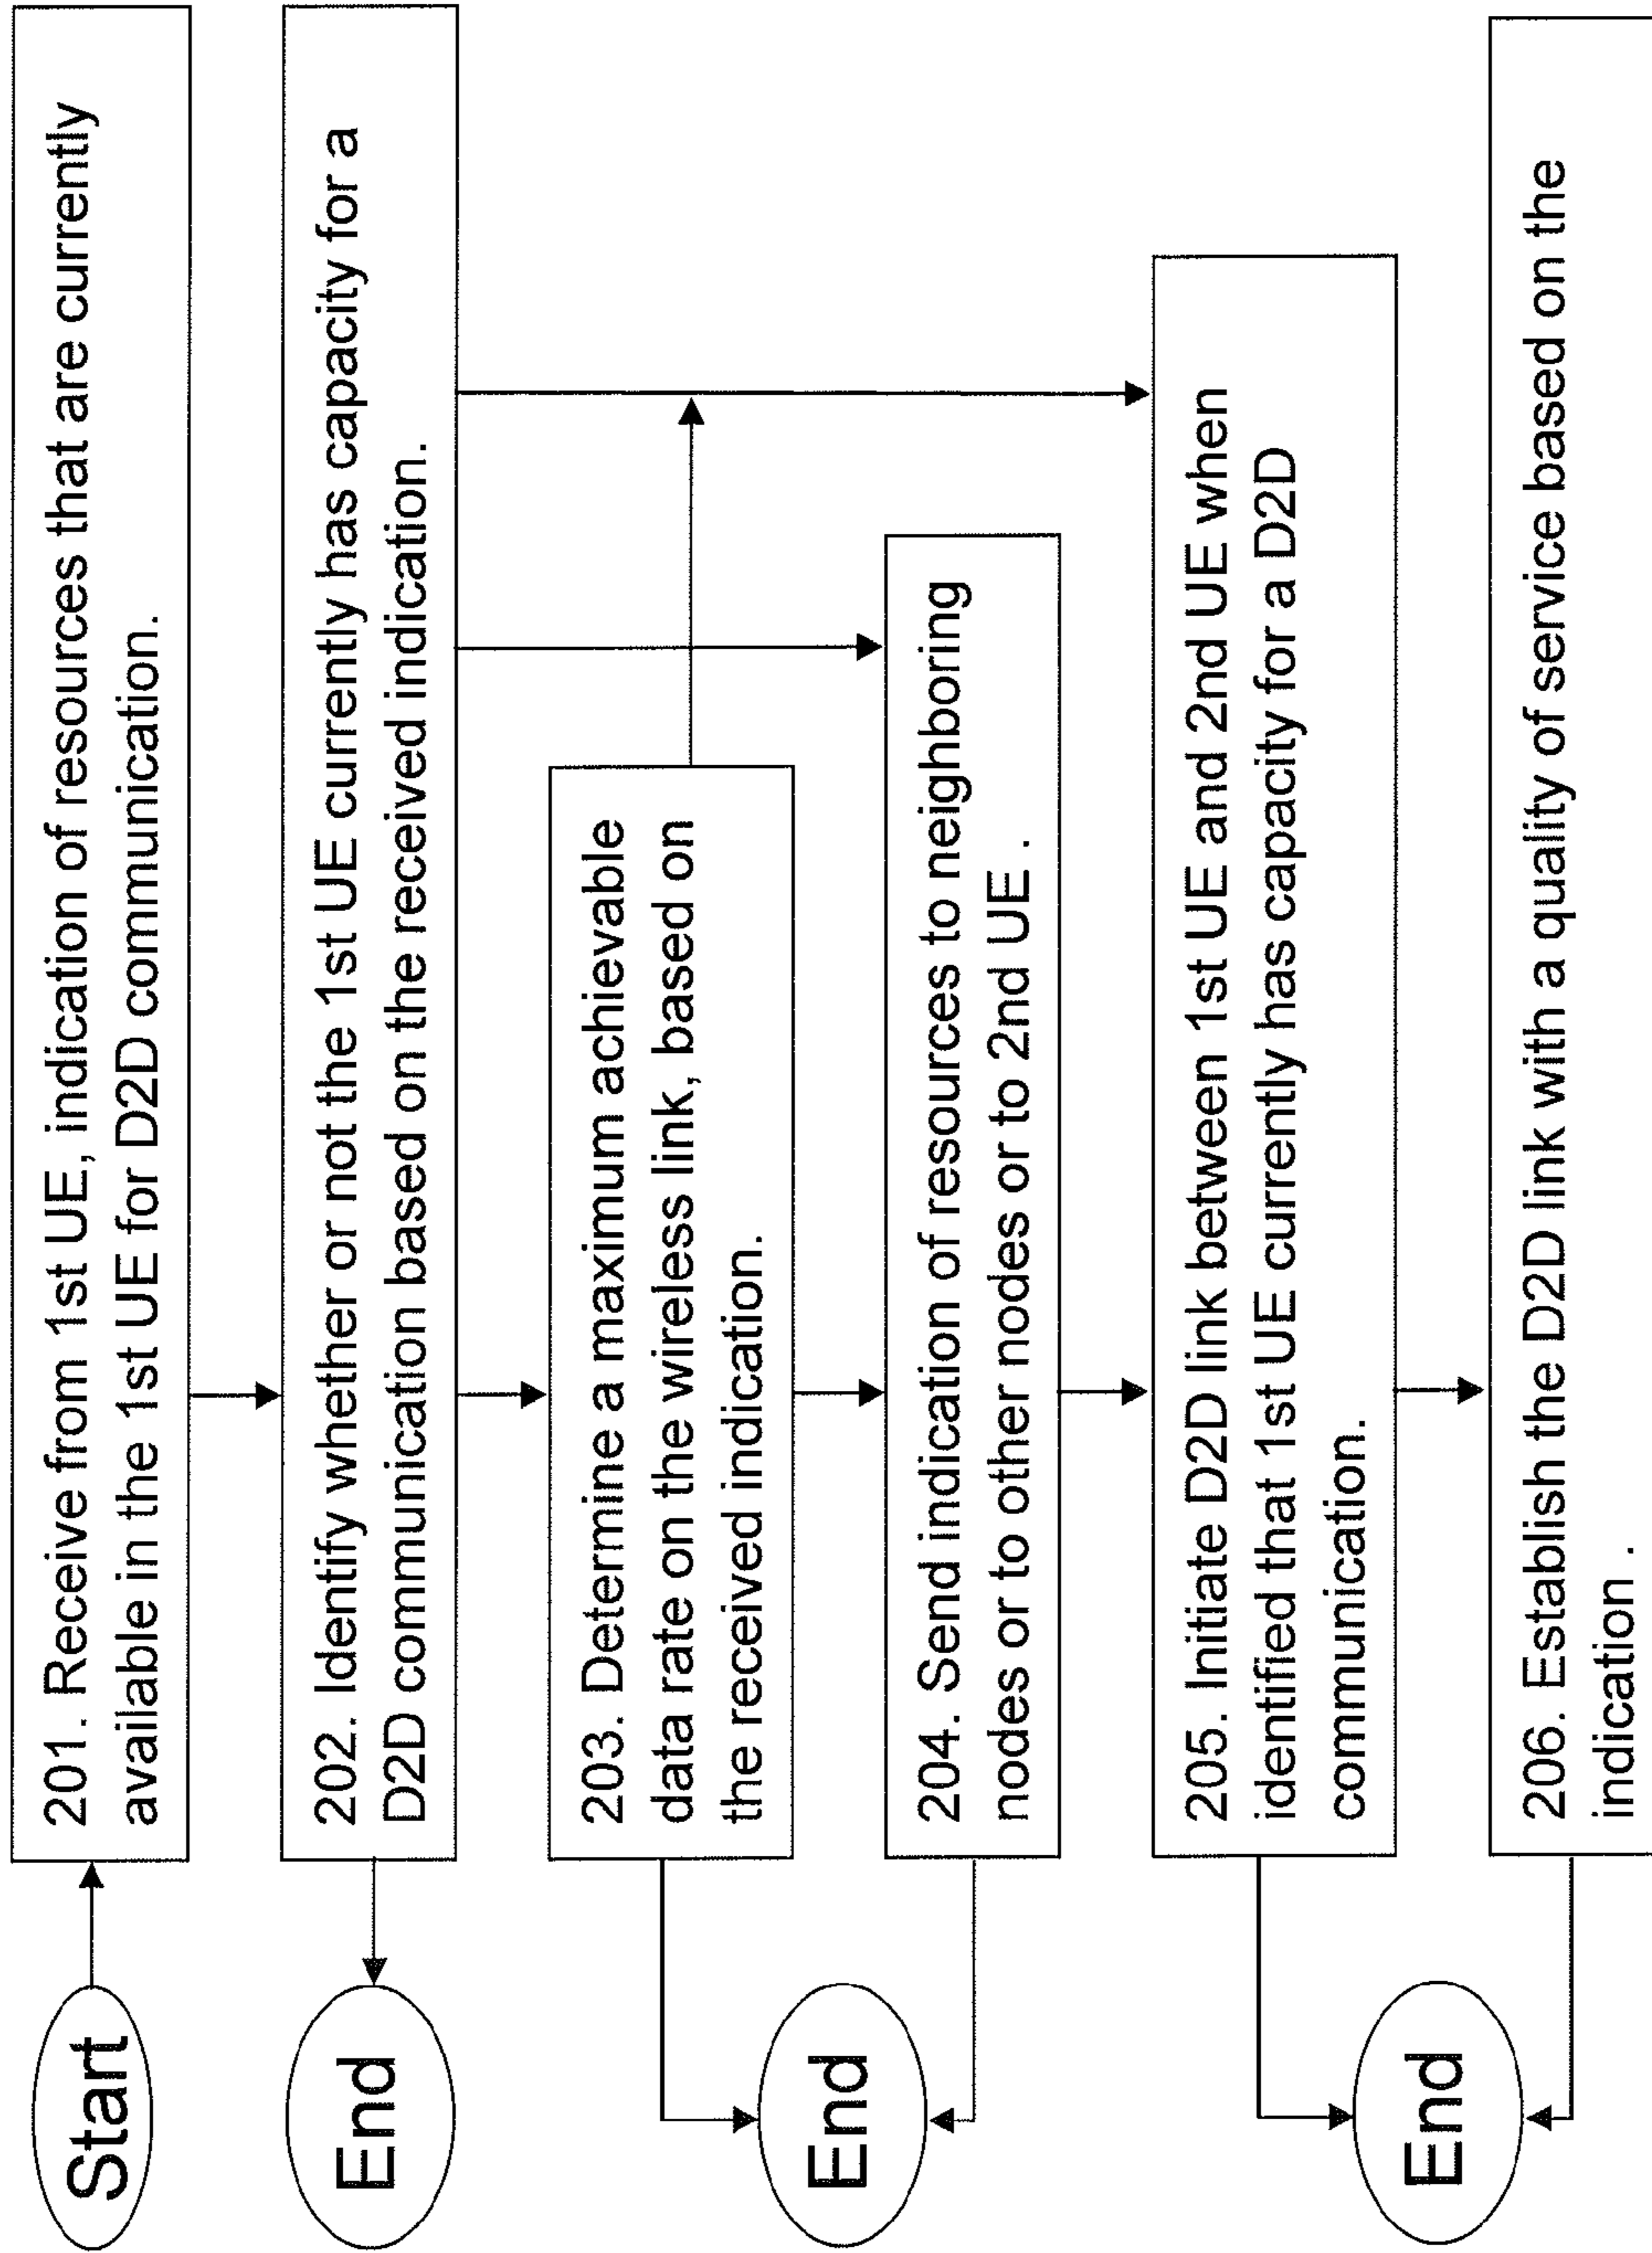 Start
201. Receive from 1st UE, indication of resources that are currently
available in the 1st UE for D2D communication.
202. Identify whether or not the 1st UE currently has capacity for a
D2D communication based on the received indication.
End
203. Determine a maximum achievable
data rate on the wireless link, based on
the received indication.
End
204. Send indication of resources to neighboring
nodes or to other nodes or to 2nd UE .
205. Initiate D2D link between 1st UE and 2nd UE when
identified that 1st UE currently has capacity for a D2D
communication.
End
206. Establish the D2D link with a quality of service based on the
indication .